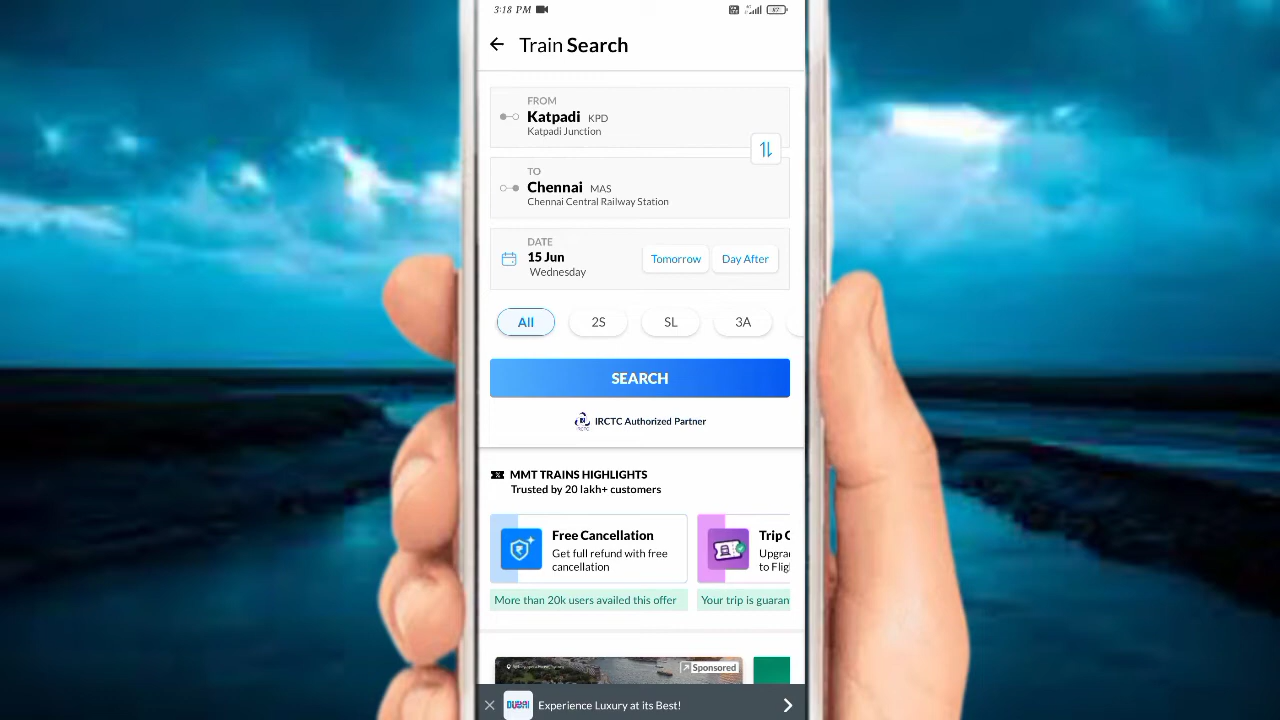 3:18 PM
87
Train Search
FROM
Katpadi KPD
Katpadi Junction
TO
Chennai MAS
Chennai Central Railway Station
DATE
15 Jun
Wednesday
Tomorrow
Day After
All
2S
SL
3A
SEARCH
IRCTC Authorized Partner
MMT TRAINS HIGHLIGHTS
Trusted by 20 lakh+ customers
Free Cancellation
Get full refund with free
cancellation
More than 20k users availed this offer
Trip G
Upgrad
to Fligh
Your trip is guaran
Sponsored
DUBAI
Experience Luxury at its Best!